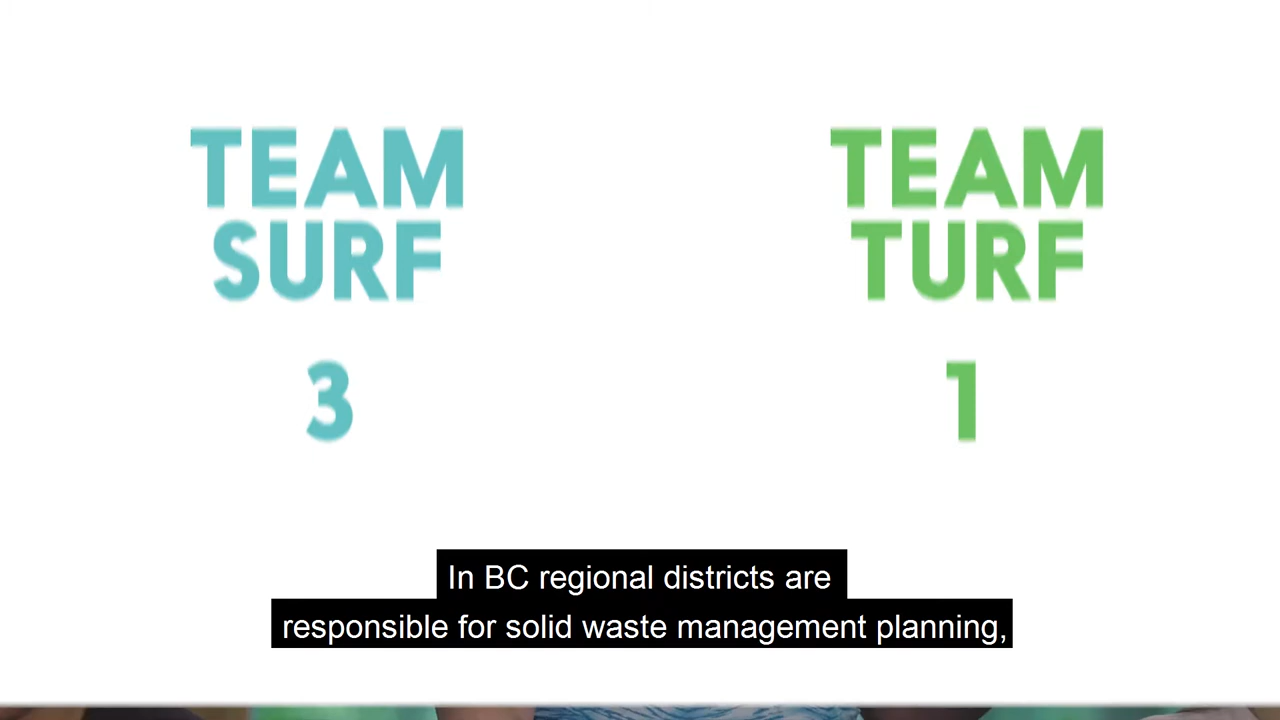 TEAM
SURF
3
TEAM
TURF
1
In BC regional districts are
responsible for solid waste management planning,